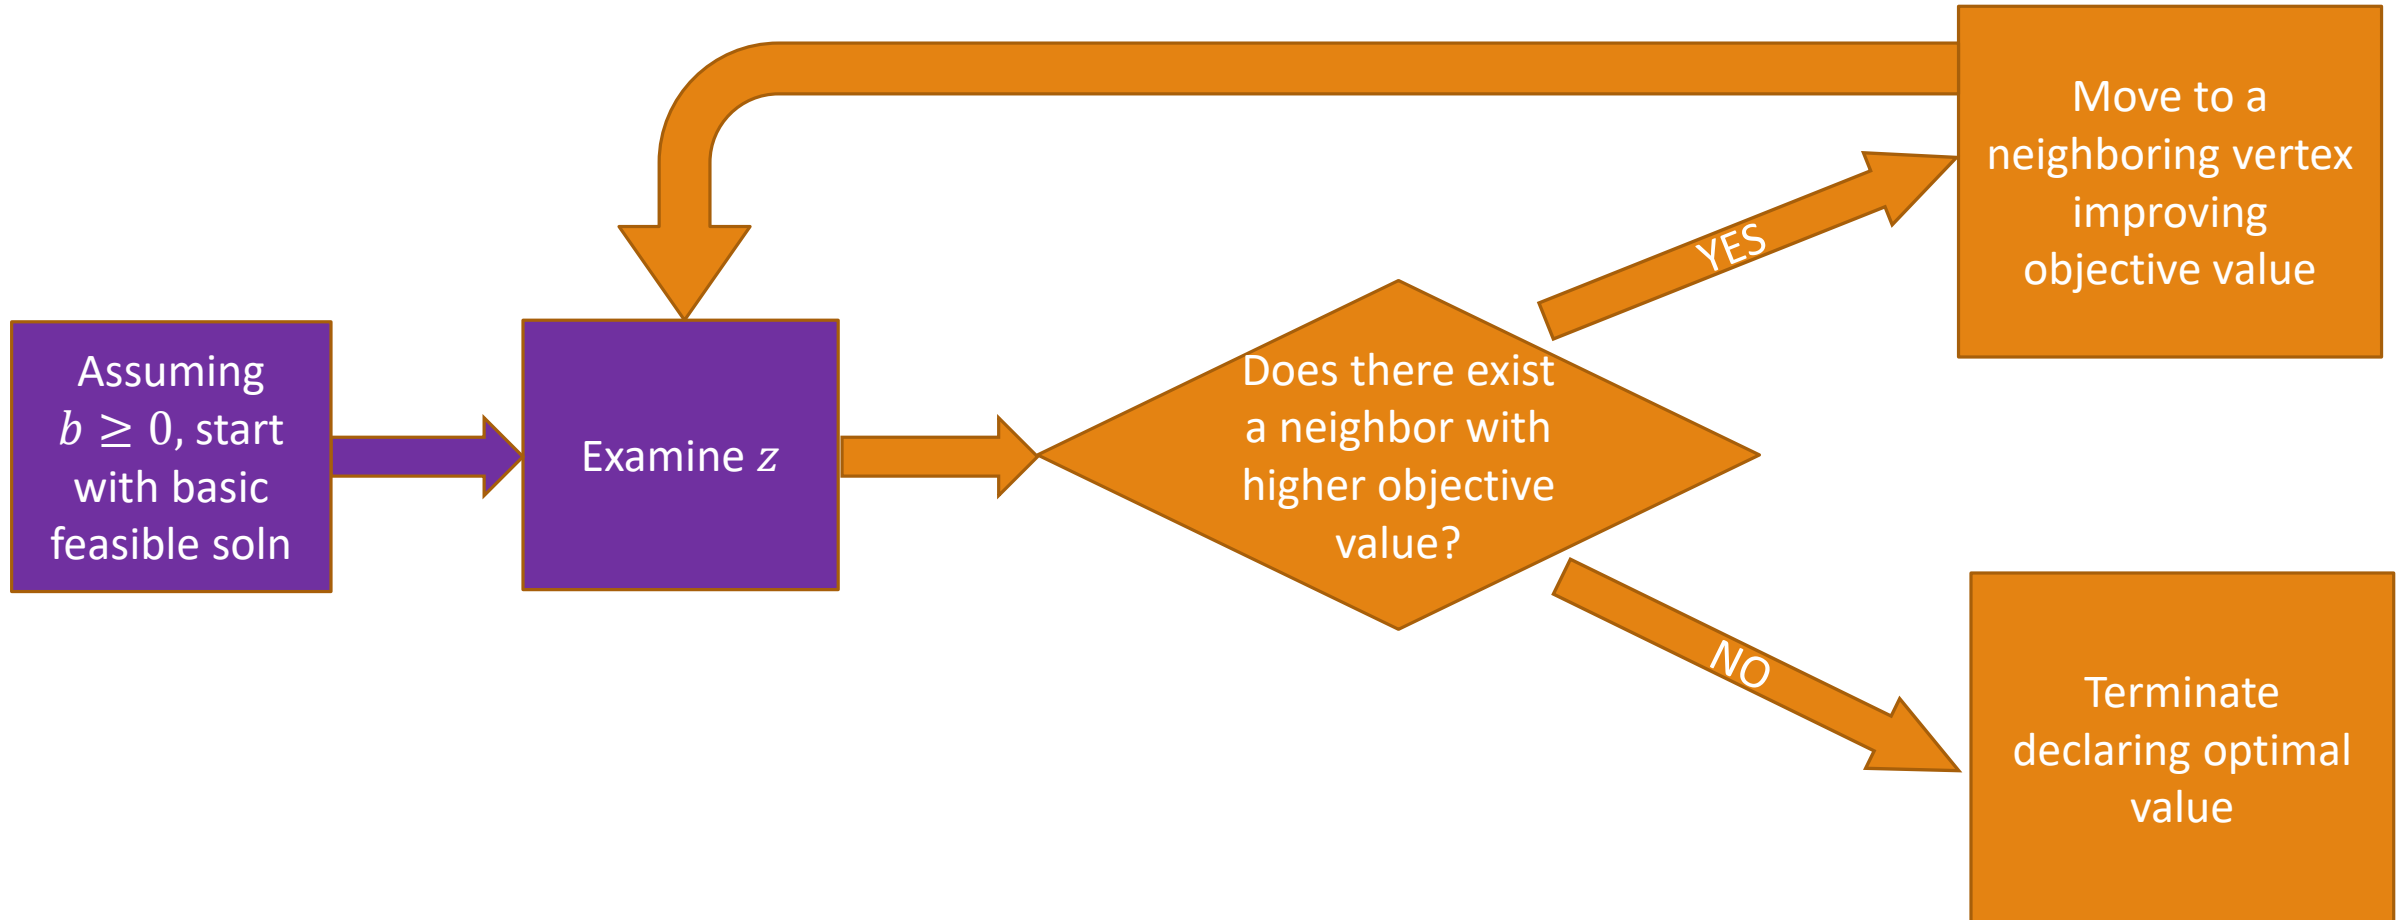 Assuming
b ≥ 0, start
with basic
feasible soln
Examine z
Does there exist
a neighbor with
higher objective
value?
YES
Move to a
neighboring vertex
improving
objective value
NO
Terminate
declaring optimal
value